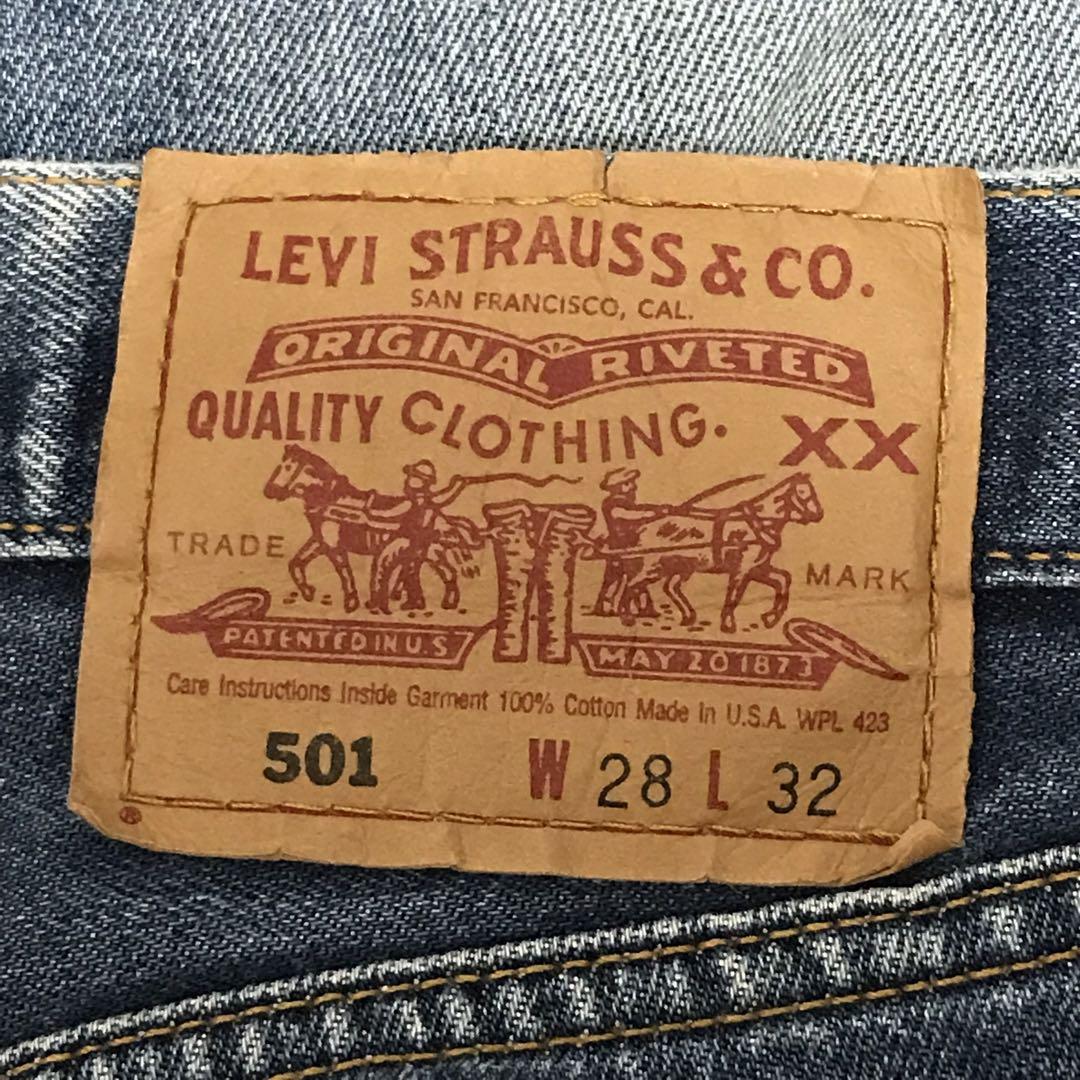 LEVI STRAUSS & CO.
SAN FRANCISCO, CAL.
ORIGINAL RIVETED
QUALITY CLOTHING. XX
TRADE MARK
PATENTED IN U.S MAY 20 1873
Care Instructions Inside Garment 100% Cotton Made in U.S.A. WPL 423
501 W 28 L 32
®